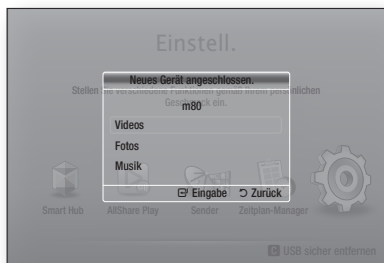 Einstell.
Neues Gerät angeschlossen.
Stellen Sie verschiedene Funktionen gemäß Ihrem persönlichen
Geschmack ein.
m80
Videos
Fotos
Musik
Eingabe Zurück
Smart Hub AllShare Play Sender Zeitplan-Manager
C USB sicher entfernen